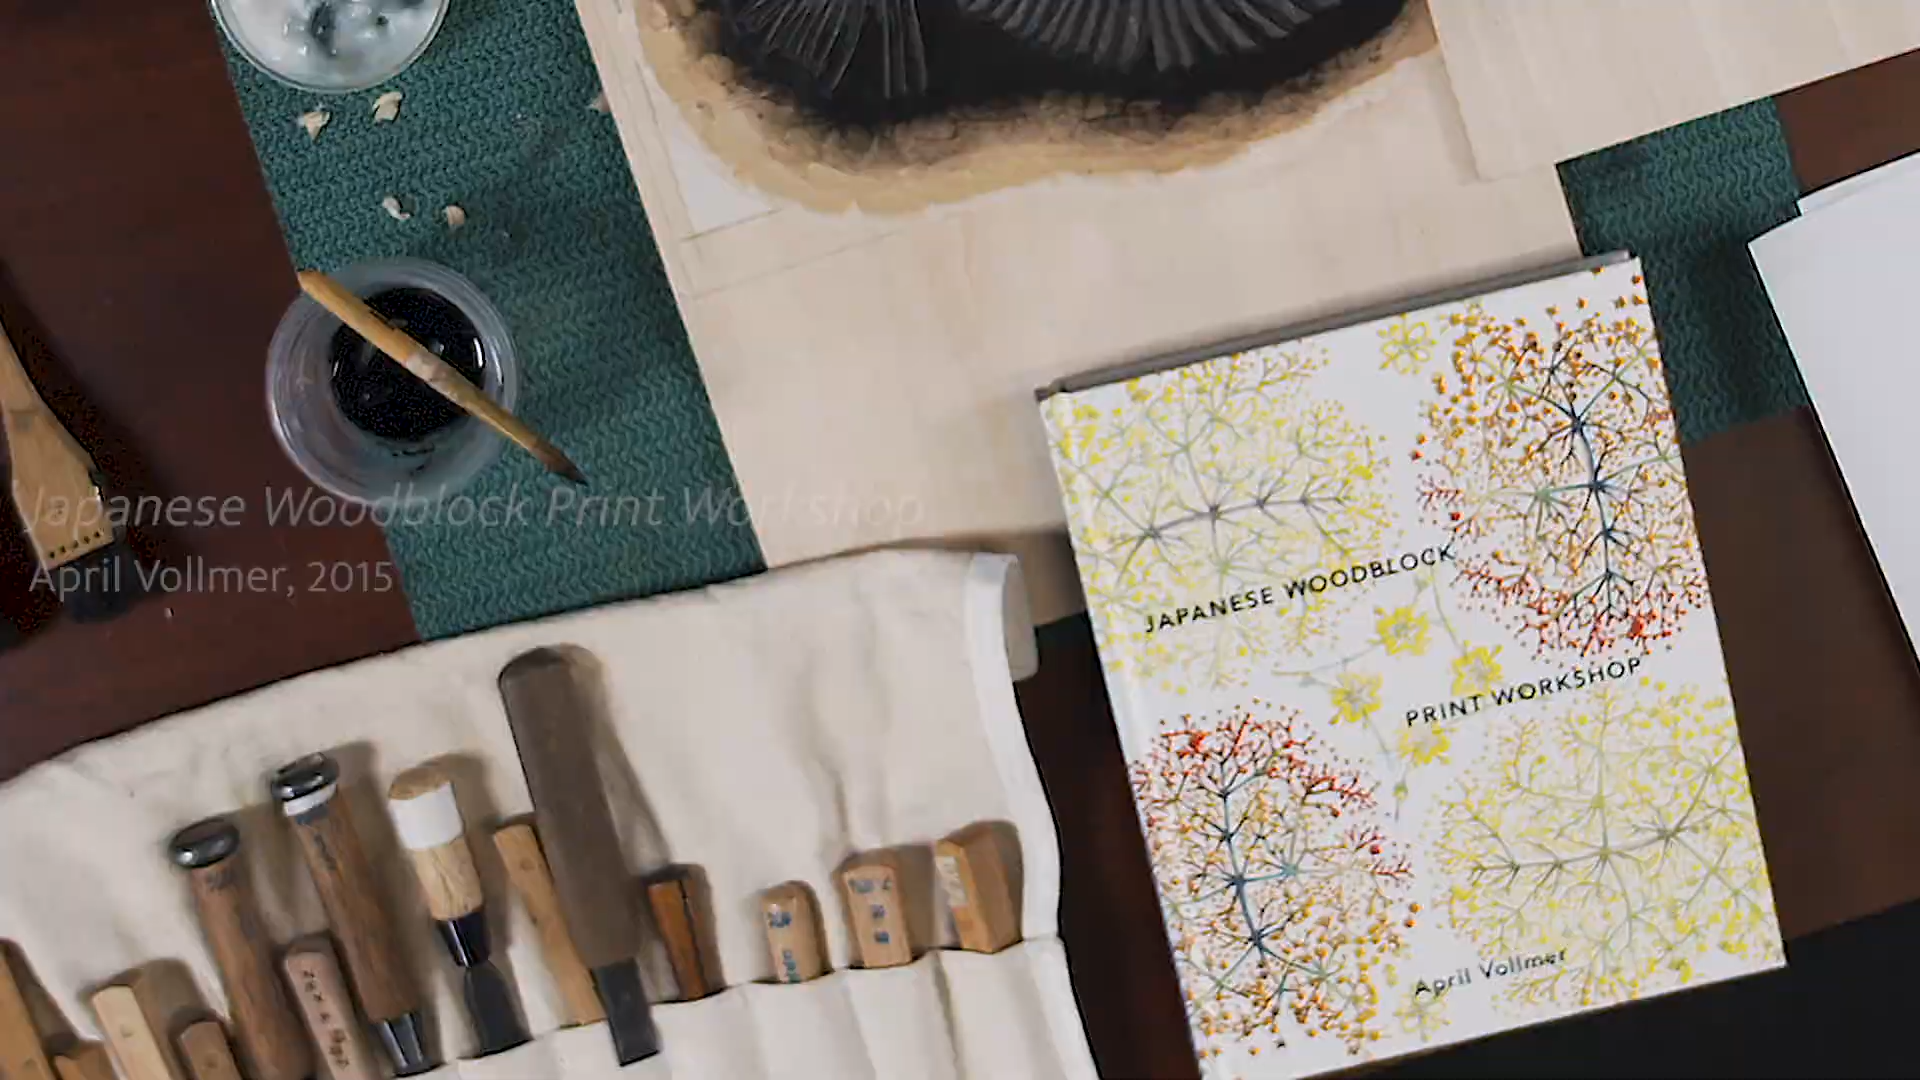 Japanese Woodblock Print Workshop
April Vollmer, 2015
JAPANESE WOODBLOCK
PRINT WORKSHOP
April Vollmer